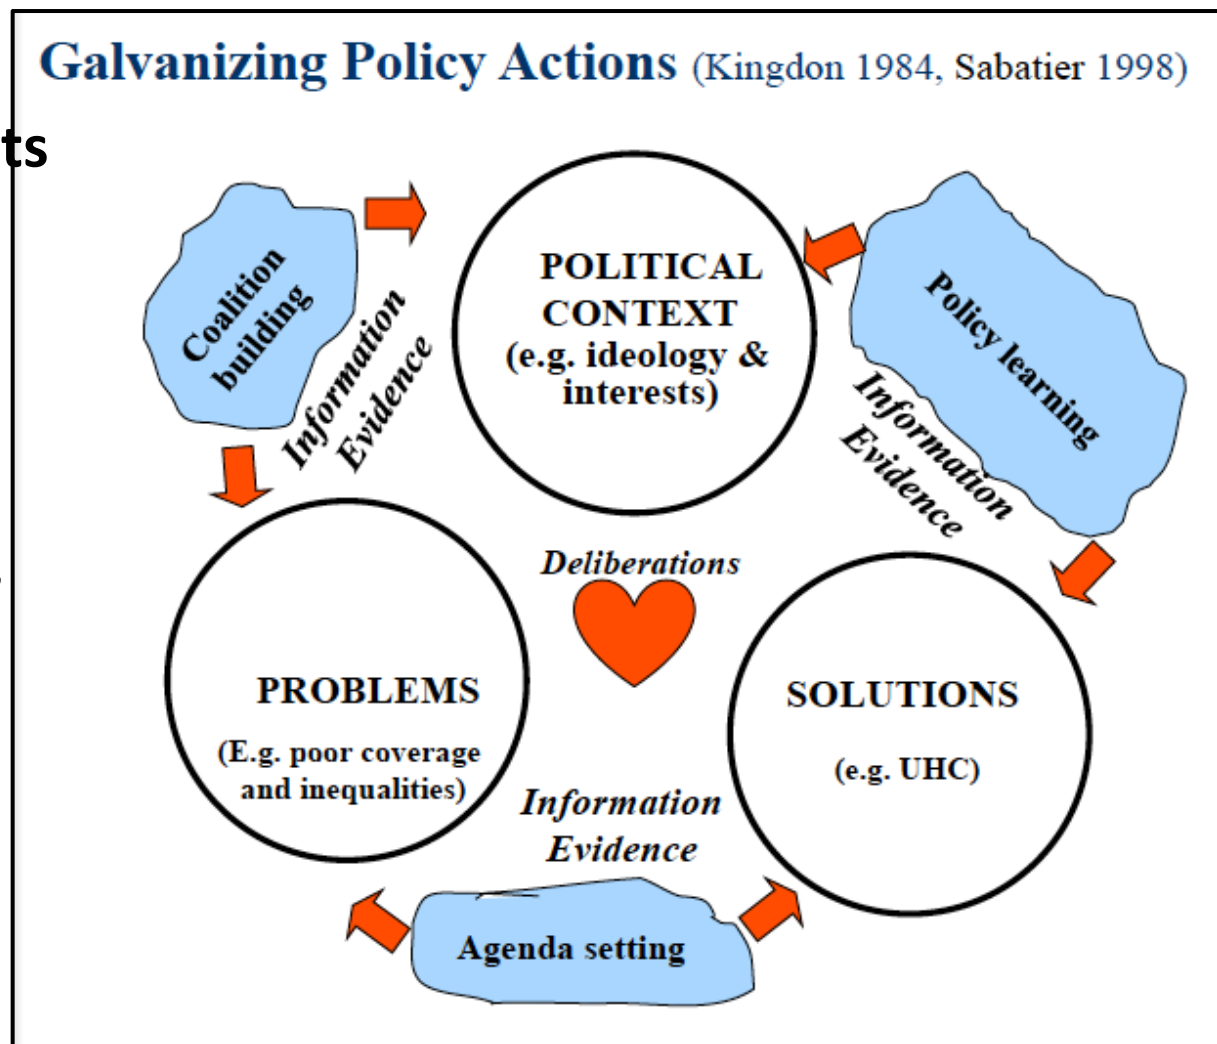 Galvanizing Policy Actions (Kingdon 1984, Sabatier 1998)
ts
Coalition
building
Information
Evidence
POLITICAL
CONTEXT
(e.g. ideology &
interests)
Policy learning
Information
Evidence
Deliberations
PROBLEMS
(E.g. poor coverage
and inequalities)
SOLUTIONS
(e.g. UHC)
Information
Evidence
Agenda setting